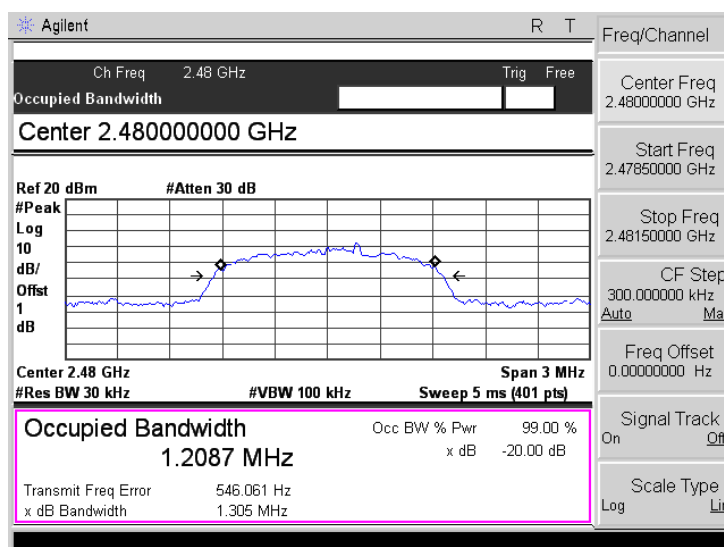 Agilent R T
Ch Freq 2.48 GHz Trig Free
Occupied Bandwidth
Center 2.480000000 GHz
Ref 20 dBm #Atten 30 dB
#Peak
Log
10
dB/
Offst
1
dB
Center 2.48 GHz Span 3 MHz
#Res BW 30 kHz #VBW 100 kHz Sweep 5 ms (401 pts)
Occupied Bandwidth Occ BW % Pwr 99.00 %
1.2087 MHz x dB -20.00 dB
Transmit Freq Error 546.061 Hz
x dB Bandwidth 1.305 MHz
Freq/Channel
Center Freq
2.48000000 GHz
Start Freq
2.47850000 GHz
Stop Freq
2.48150000 GHz
CF Step
300.000000 kHz
Auto Ma
Freq Offset
0.00000000 Hz
Signal Track
On Off
Scale Type
Log Li